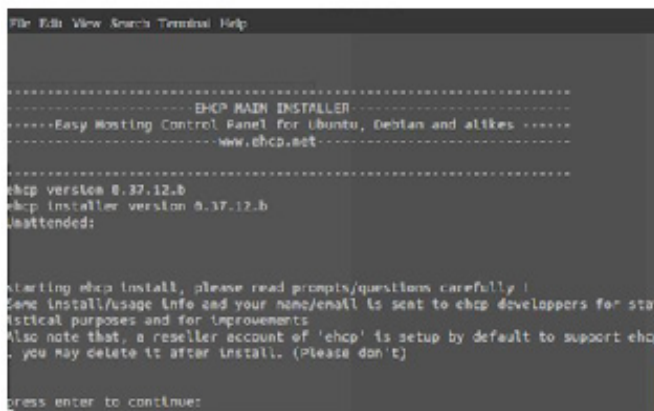 File Edit View Search Terminal Help
-----------------------EHCP MAIN INSTALLER---------------------------
------Easy Hosting Control Panel for Ubuntu, Debian and alikes ------
--------------------------www.ehcp.net-------------------------------
---------------------------------------------------------------------
ehcp version 0.37.12.b
ehcp installer version 0.37.12.b
Unattended:
starting ehcp install, please read prompts/questions carefully !
Some install/usage info and your name/email is sent to ehcp developpers for sta
istical purposes and for improvements
Also note that, a reseller account of 'ehcp' is setup by default to support ehc
. you may delete it after install. (Please don't)
press enter to continue: